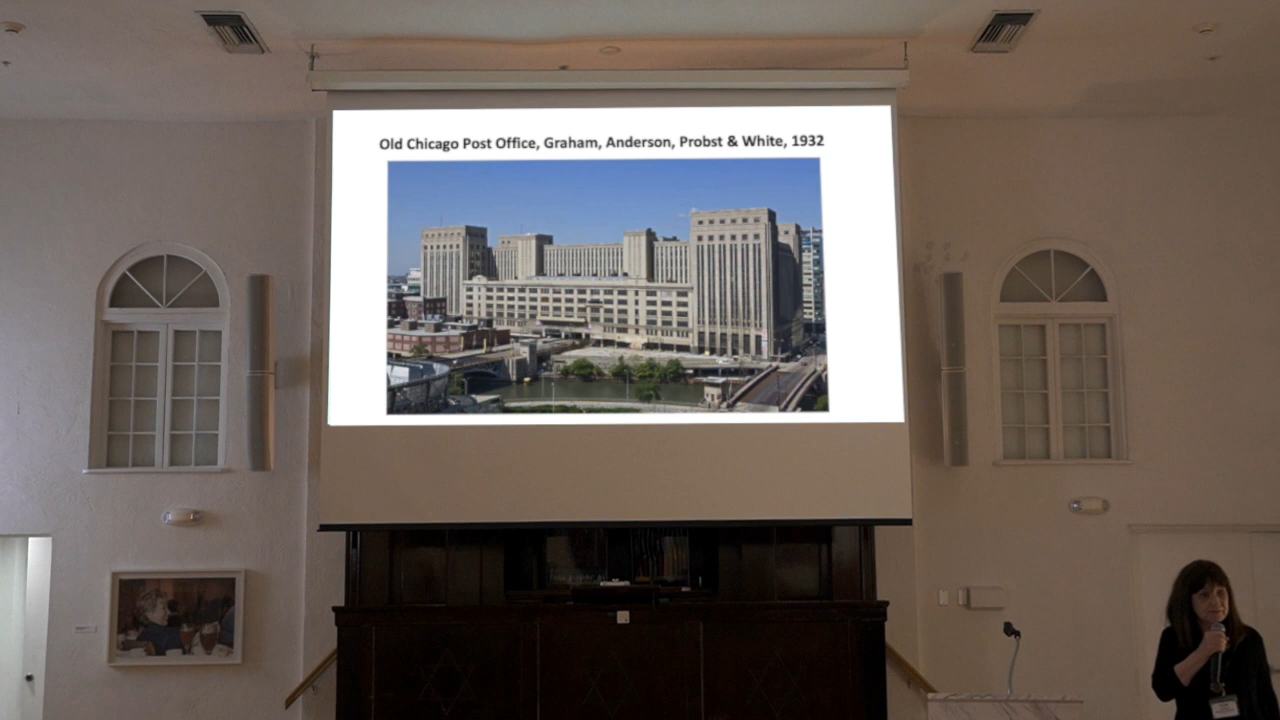 Old Chicago Post Office, Graham, Anderson, Probst & White, 1932